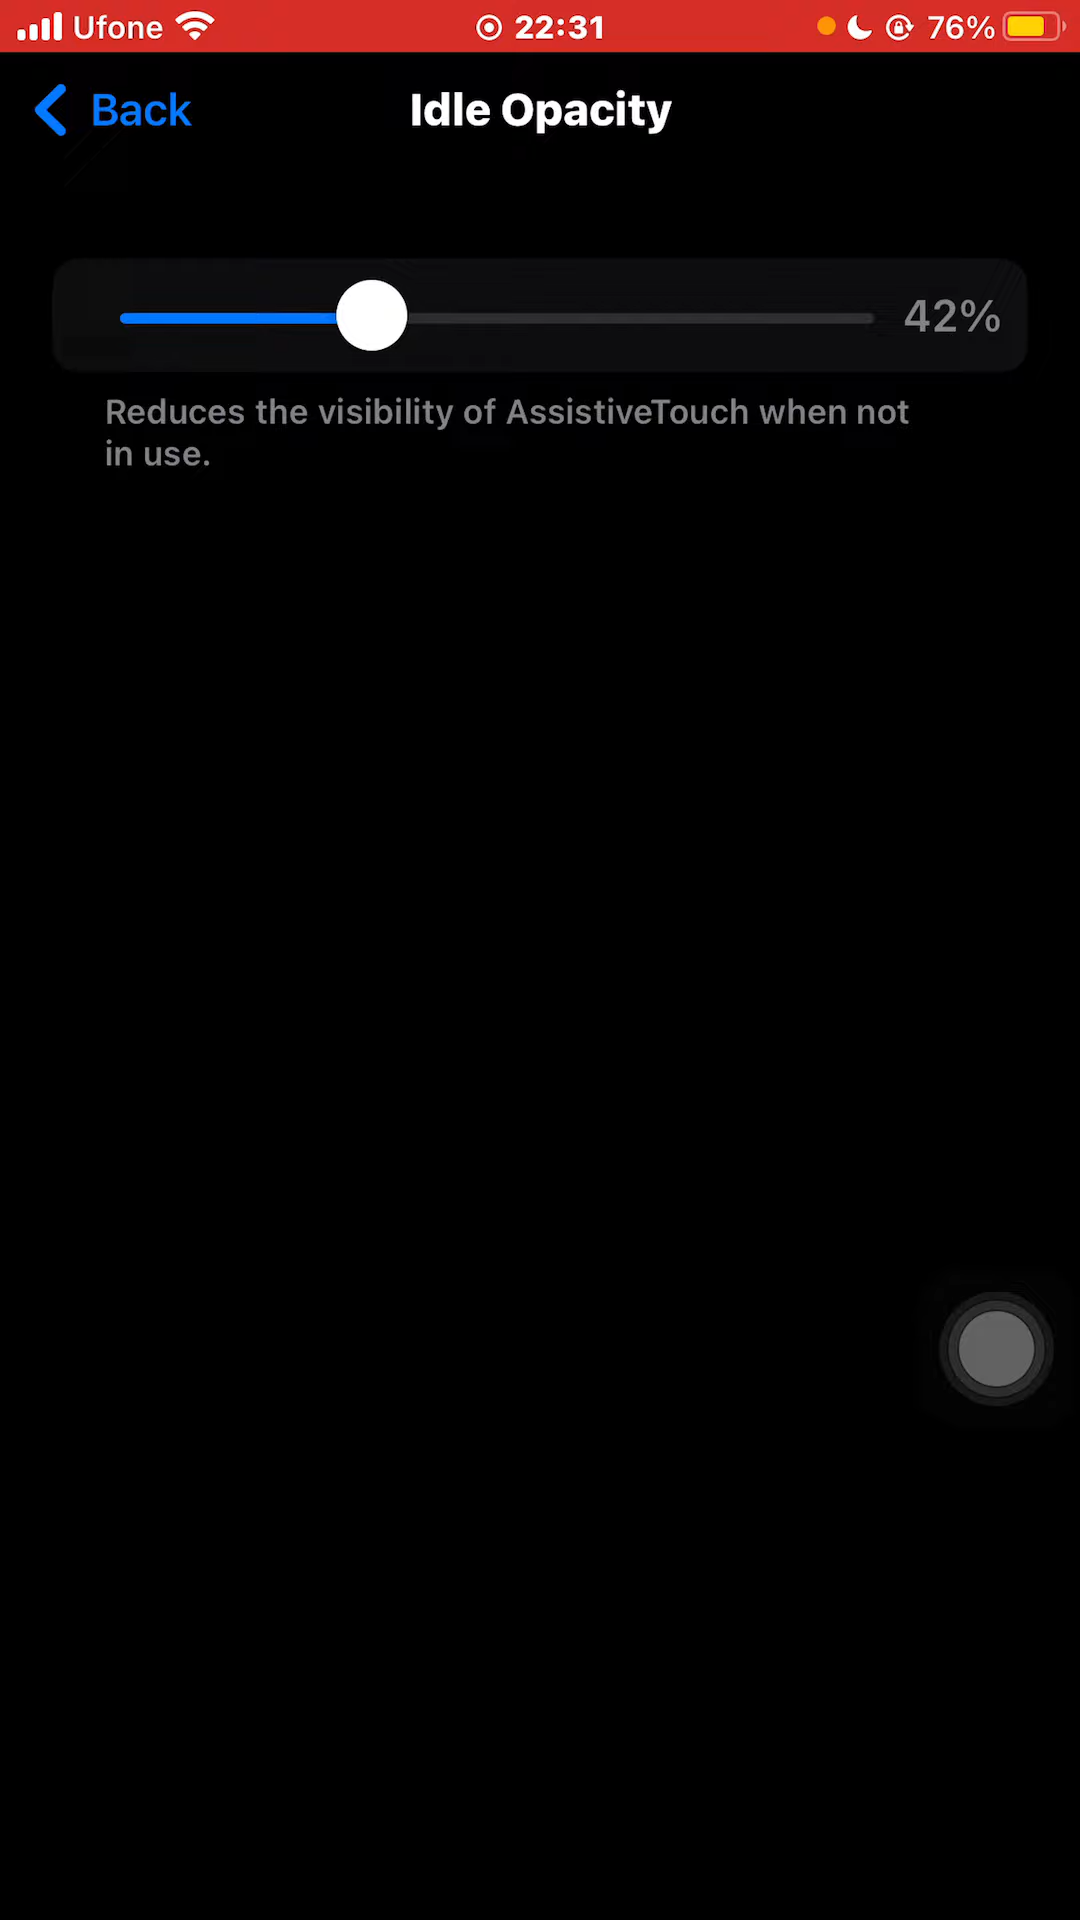 Ufone 22:31 76%
Back Idle Opacity
42%
Reduces the visibility of AssistiveTouch when not
in use.